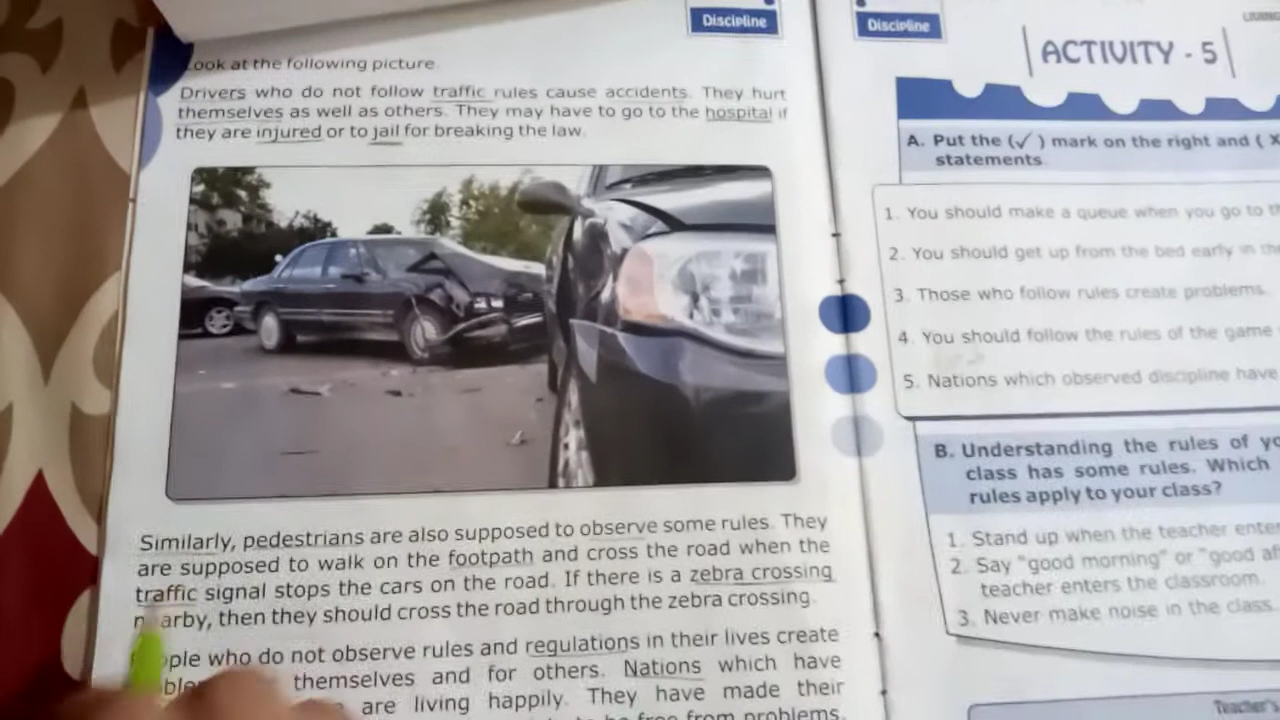 Discipline
ook at the following picture
Drivers who do not follow traffic rules cause accidents. They hurt
themselves as well as others. They may have to go to the hospital if
they are injured or to jail for breaking the law.
Similarly, pedestrians are also supposed to observe some rules. They
are supposed to walk on the footpath and cross the road when the
traffic signal stops the cars on the road. If there is a zebra crossing
nearby, then they should cross the road through the zebra crossing.
ople who do not observe rules and regulations in their lives create
themselves and for others. Nations which have
are living happily. They have made their
free from problems.
Discipline
ACTIVITY - 5
A. Put the (✓) mark on the right and ( X
statements
1. You should make a queue when you go to
2. You should get up from the bed early in
3. Those who follow rules create problems.
4. You should follow the rules of the game
5. Nations which observed discipline have
B. Understanding the rules of
class has some rules. Which
rules apply to your class?
1. Stand up when the teacher
2. Say "good morning" or "good
teacher enters the classroom.
3. Never make noise in the class.
Teacher's